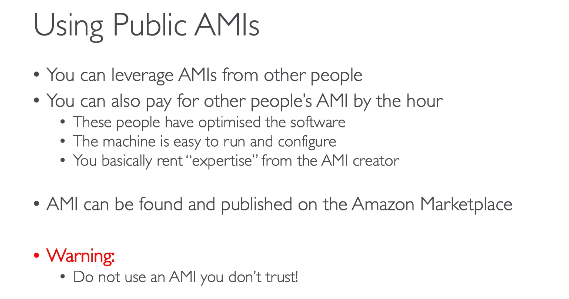 Using Public AMIs
• You can leverage AMIs from other people
• You can also pay for other people's AMI by the hour
• These people have optimised the software
• The machine is easy to run and configure
• You basically rent "expertise" from the AMI creator
• AMI can be found and published on the Amazon Marketplace
• Warning:
• Do not use an AMI you don't trust!